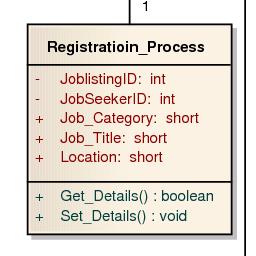 1
Registratioin_Process
- JoblistingID: int
- JobSeekerID: int
+ Job_Category: short
+ Job_Title: short
+ Location: short
+ Get_Details() : boolean
+ Set_Details() : void